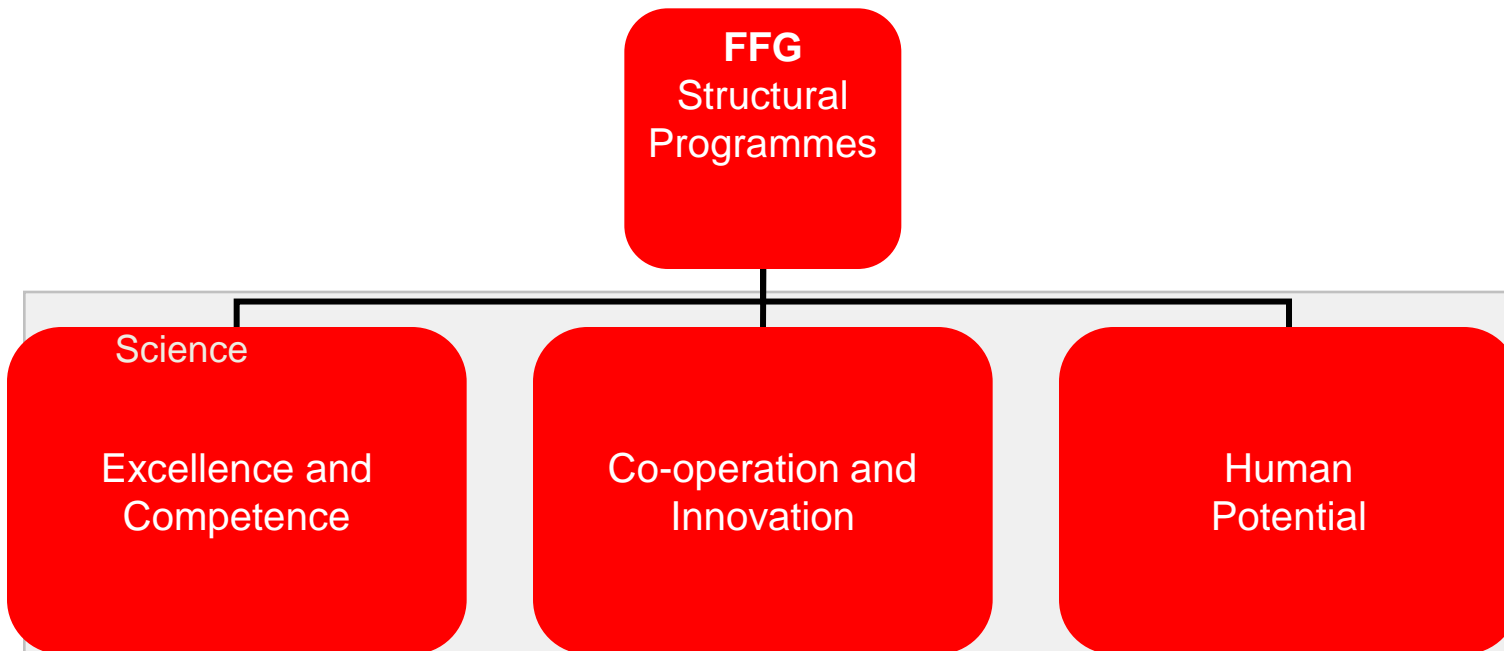 FFG
Structural
Programmes
Science
Excellence and
Competence
Co-operation and
Innovation
Human
Potential